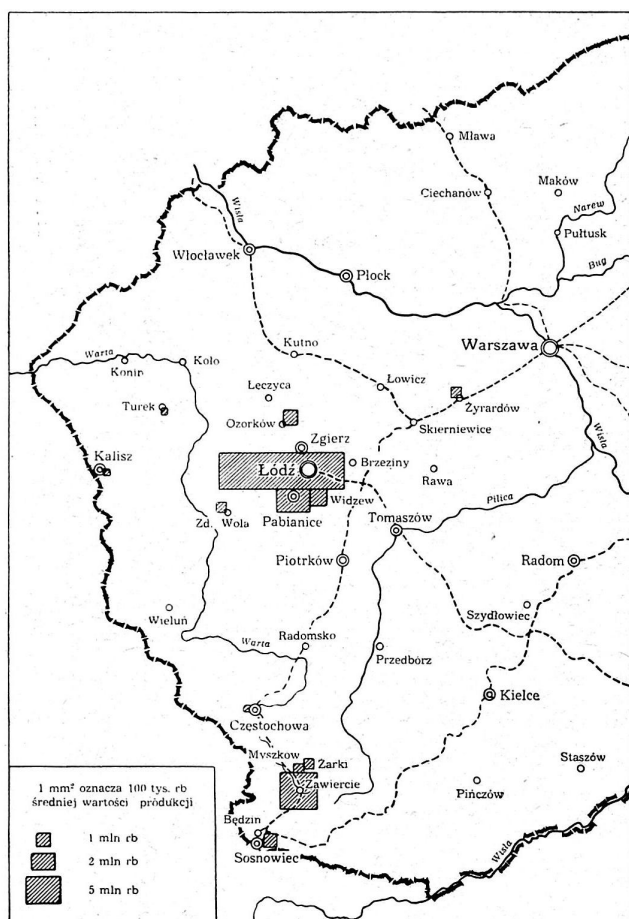 Mława
Ciechanów
Maków
Narew
Pułtusk
Wisła
Bug
Włocławek
Płock
Warszawa
Kutno
Warta
Konin
Koło
Łęczyca
Łowicz
Turek
Żyrardów
Ozorków
Skierniewice
Zgierz
Wisła
Kalisz
Łódź
Brzeziny
Rawa
Widzew
Pilica
Zd. Wola
Pabianice
Tomaszów
Piotrków
Radom
Szydłowiec
Wieluń
Warta
Radomsko
Przedbórz
Kielce
Częstochowa
Myszków
Żarki
Staszów
Zawiercie
Pińczów
1 mm² oznacza 100 tys. rb
średniej wartości produkcji
1 mln rb
2 mln rb
5 mln rb
Będzin
Sosnowiec
Wisła